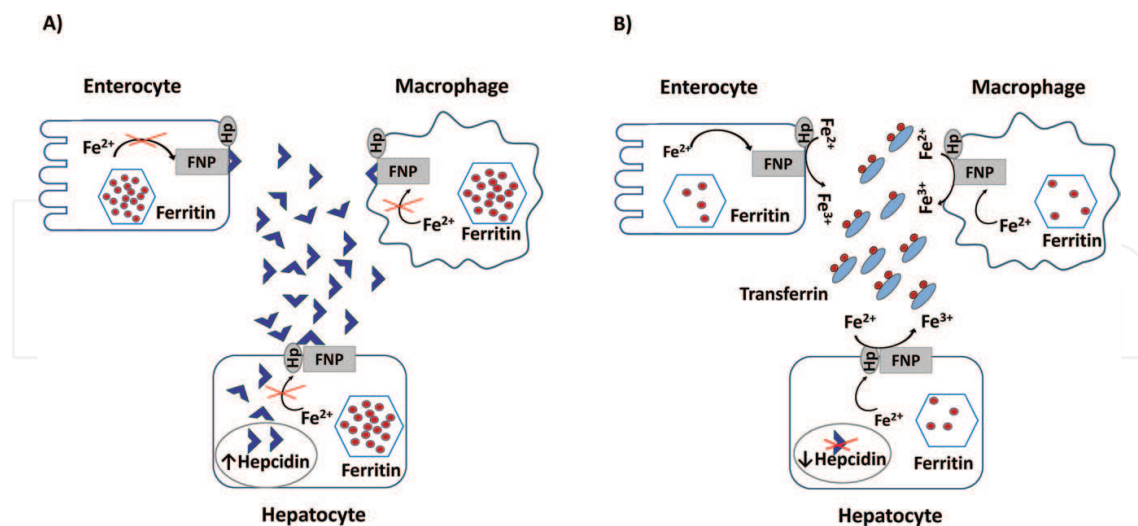 A)
Enterocyte
Macrophage
Hp
Fe²⁺
FNP
Ferritin
Hp
FNP
Fe²⁺
Ferritin
Hp
FNP
Fe²⁺
↑Hepcidin
Ferritin
Hepatocyte
B)
Enterocyte
Macrophage
Hp
Fe²⁺
Fe²⁺
FNP
Ferritin
Fe³⁺
Hp
Fe²⁺
FNP
Fe³⁺
Fe²⁺
Ferritin
Transferrin
Fe²⁺
Fe³⁺
Hp
FNP
Fe²⁺
↓Hepcidin
Ferritin
Hepatocyte